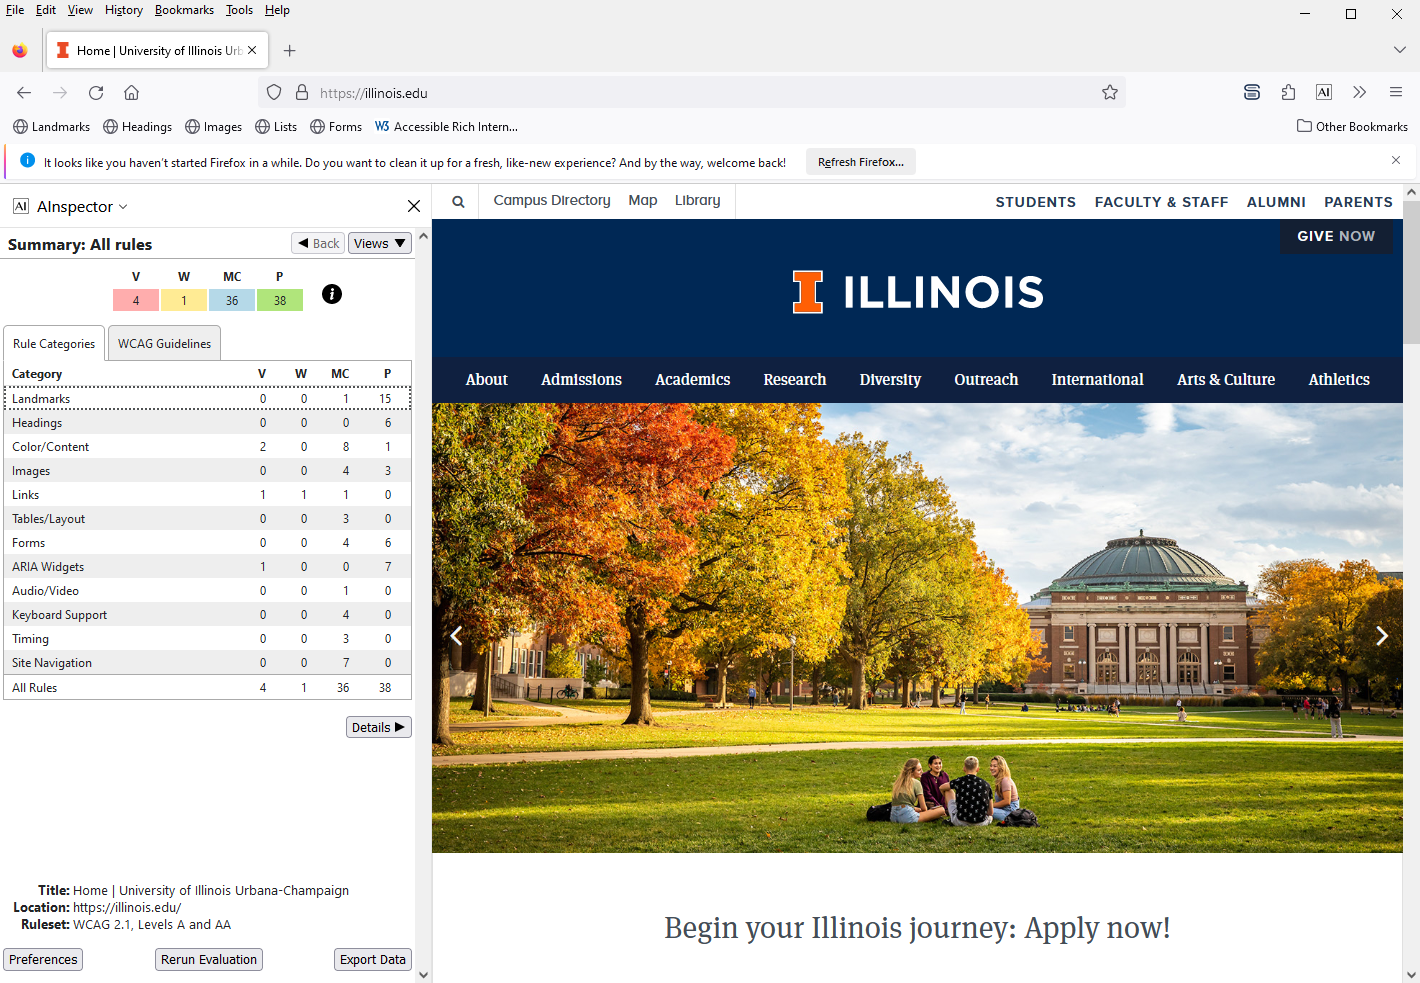 File Edit View History Bookmarks Tools Help
Home | University of Illinois Urb
https://illinois.edu
AI
Landmarks Headings Images Lists Forms W3 Accessible Rich Intern... Other Bookmarks
It looks like you haven't started Firefox in a while. Do you want to clean it up for a fresh, like-new experience? And by the way, welcome back! Refresh Firefox...
AI AInspector
Summary: All rules Back Views
V W MC P
4 1 36 38
Rule Categories WCAG Guidelines
Category V W MC P
Landmarks 0 0 1 15
Headings 0 0 0 6
Color/Content 2 0 8 1
Images 0 0 4 3
Links 1 1 1 0
Tables/Layout 0 0 3 0
Forms 0 0 4 6
ARIA Widgets 1 0 0 7
Audio/Video 0 0 1 0
Keyboard Support 0 0 4 0
Timing 0 0 3 0
Site Navigation 0 0 7 0
All Rules 4 1 36 38
Details
Title: Home | University of Illinois Urbana-Champaign
Location: https://illinois.edu/
Ruleset: WCAG 2.1, Levels A and AA
Preferences Rerun Evaluation Export Data
Campus Directory Map Library
STUDENTS FACULTY & STAFF ALUMNI PARENTS
GIVE NOW
I ILLINOIS
About Admissions Academics Research Diversity Outreach International Arts & Culture Athletics
Begin your Illinois journey: Apply now!